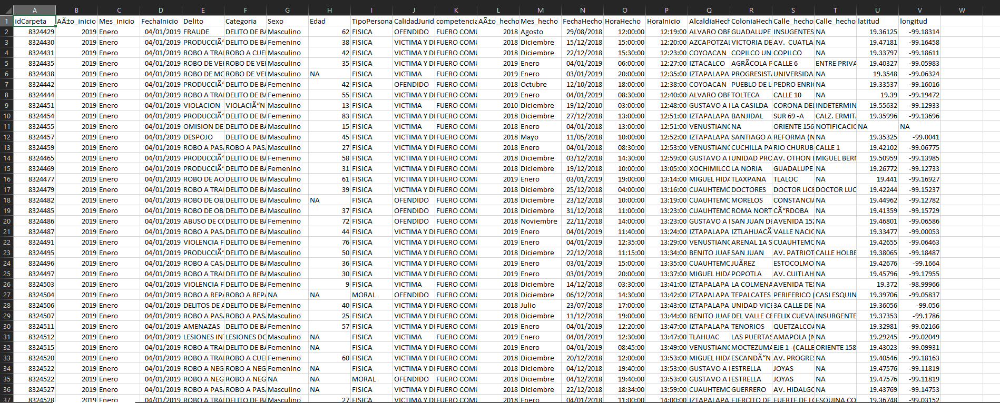 A B C D E F G H I J K L M N O P Q R S T U V W
1 idCarpeta AÃ±o_inicio Mes_inicio FechaInicio Delito Categoria Sexo Edad TipoPersona CalidadJurid competencia AÃ±o_hecho Mes_hecho FechaHecho HoraHecho HoraInicio AlcaldiaHech ColoniaHech Calle_hecho Calle_hecho latitud longitud
2 8324429 2019 Enero 04/01/2019 FRAUDE DELITO DE BA Masculino 62 FISICA OFENDIDO FUERO COMU 2018 Agosto 29/08/2018 12:00:00 12:19:00 ALVARO OBF GUADALUPE INSUGENTES NA 19.36125 -99.18314
3 8324430 2019 Enero 04/01/2019 PRODUCCIÃ“ DELITO DE BA Femenino 38 FISICA VICTIMA Y DI FUERO COMU 2018 Diciembre 15/12/2018 15:00:00 12:20:00 AZCAPOTZAL VICTORIA DE AV. CUATLA NA 19.47181 -99.16458
4 8324431 2019 Enero 04/01/2019 ROBO A TRA ROBO A CUE Masculino 42 FISICA VICTIMA Y DI FUERO COMU 2018 Diciembre 22/12/2018 15:30:00 12:23:00 COYOACAN COPILCO UN COPILCO NA 19.33797 -99.18611
5 8324435 2019 Enero 04/01/2019 ROBO DE VEH ROBO DE VEH Masculino 35 FISICA VICTIMA Y DI FUERO COMU 2019 Enero 04/01/2019 06:00:00 12:27:00 IZTACALCO AGRÃCOLA P CALLE 6 ENTRE PRIVA 19.40327 -99.05983
6 8324438 2019 Enero 04/01/2019 ROBO DE MO ROBO DE VEH Masculino NA FISICA VICTIMA FUERO COMU 2019 Enero 03/01/2019 20:00:00 12:35:00 IZTAPALAPA PROGRESIST UNIVERSIDA NA 19.3548 -99.06324
7 8324442 2019 Enero 04/01/2019 PRODUCCIÃ“ DELITO DE BA Femenino 42 FISICA OFENDIDO FUERO COMU 2018 Octubre 12/10/2018 18:00:00 12:38:00 COYOACAN PUEBLO DE L PEDRO ENRI NA 19.33537 -99.16016
8 8324444 2019 Enero 04/01/2019 ROBO A TRA DELITO DE BA Femenino 55 FISICA VICTIMA Y DI FUERO COMU 2019 Enero 04/01/2019 08:30:00 12:40:00 ALVARO OBF TOLTECA CALLE 10 NA 19.39 -99.19472
9 8324451 2019 Enero 04/01/2019 VIOLACION VIOLACIÃ“N Masculino 13 FISICA VICTIMA FUERO COMU 2010 Diciembre 19/12/2010 03:00:00 12:48:00 GUSTAVO A I LA CASILDA CORONA DEL INDETERMIN 19.55632 -99.12933
10 8324454 2019 Enero 04/01/2019 PRODUCCIÃ“ DELITO DE BA Femenino 83 FISICA VICTIMA Y DI FUERO COMU 2018 Diciembre 27/12/2018 13:00:00 12:51:00 IZTAPALAPA BANJIDAL SUR 69 -A CALZ. ERMITA 19.35996 -99.13696
11 8324455 2019 Enero 04/01/2019 OMISION DE DELITO DE BA Masculino 15 FISICA VICTIMA FUERO COMU 2018 Enero 04/01/2018 13:00:00 12:51:00 VENUSTIANC NA ORIENTE 156 NOTIFICACIO NA NA
12 8324457 2019 Enero 04/01/2019 DESPOJO DELITO DE BA Masculino 45 FISICA VICTIMA Y DI FUERO COMU 2018 Mayo 11/05/2018 10:00:00 12:52:00 IZTAPALAPA SANTIAGO A REFORMA (N NA 19.35325 -99.0041
13 8324459 2019 Enero 04/01/2019 ROBO A PASA ROBO A PASA Masculino 27 FISICA VICTIMA Y DI FUERO COMU 2018 Enero 04/01/2018 08:30:00 12:53:00 VENUSTIANC CUCHILLA PA RIO CHURUB CALLE 1 19.42102 -99.06775
14 8324465 2019 Enero 04/01/2019 PRODUCCIÃ“ DELITO DE BA Femenino 58 FISICA VICTIMA Y DI FUERO COMU 2018 Diciembre 03/12/2018 14:30:00 12:59:00 GUSTAVO A I UNIDAD PRO AV. OTHON I MIGUEL BERN 19.50959 -99.13985
15 8324469 2019 Enero 04/01/2019 PRODUCCIÃ“ DELITO DE BA Femenino 31 FISICA VICTIMA Y DI FUERO COMU 2018 Diciembre 19/12/2018 10:00:00 13:05:00 XOCHIMILCO LA NORIA GUADALUPE NA 19.26772 -99.12733
16 8324477 2019 Enero 04/01/2019 ROBO DE ACC DELITO DE BA Masculino 61 FISICA VICTIMA Y DI FUERO COMU 2019 Enero 03/01/2019 19:00:00 13:14:00 MIGUEL HIDA TLAXPANA TLALOC NA 19.441 -99.16927
17 8324479 2019 Enero 04/01/2019 ROBO A TRA DELITO DE BA Masculino 39 FISICA VICTIMA Y DI FUERO COMU 2018 Diciembre 25/12/2018 04:00:00 13:16:00 CUAUHTEMC DOCTORES DOCTOR LICE DOCTOR LUC 19.42244 -99.15237
18 8324482 2019 Enero 04/01/2019 ROBO DE OB DELITO DE BA Masculino NA FISICA OFENDIDO FUERO COMU 2018 Diciembre 23/12/2018 10:00:00 13:19:00 CUAUHTEMC MORELOS CONSTANCIA NA 19.44962 -99.12782
19 8324485 2019 Enero 04/01/2019 ROBO DE OB DELITO DE BA Masculino 37 FISICA OFENDIDO FUERO COMU 2018 Diciembre 31/12/2018 11:00:00 13:23:00 CUAUHTEMC ROMA NORT CÃ“RDOBA NA 19.41359 -99.15729
20 8324486 2019 Enero 04/01/2019 ABUSO DE CO DELITO DE BA Femenino 72 FISICA OFENDIDO FUERO COMU 2018 Noviembre 22/11/2018 14:00:00 13:23:00 GUSTAVO A I SAN JUAN DE AVENIDA 152 NA 19.46801 -99.06586
21 8324487 2019 Enero 04/01/2019 ROBO A PASA DELITO DE BA Masculino 44 FISICA VICTIMA Y DI FUERO COMU 2019 Enero 04/01/2019 11:40:00 13:24:00 IZTAPALAPA IZTLAHUACÃ VALLE NACIO NA 19.33477 -99.00053
22 8324491 2019 Enero 04/01/2019 VIOLENCIA F DELITO DE BA Femenino 76 FISICA VICTIMA Y DI FUERO COMU 2019 Enero 04/01/2019 12:35:00 13:29:00 VENUSTIANC ARENAL 1A S CUAUHTEMC NA 19.42655 -99.06463
23 8324495 2019 Enero 04/01/2019 PRODUCCIÃ“ DELITO DE BA Masculino 50 FISICA VICTIMA Y DI FUERO COMU 2018 Diciembre 22/12/2018 11:15:00 13:34:00 BENITO JUAF SAN JUAN AV. PATRIOT CALLE HOLBE 19.38065 -99.18487
24 8324496 2019 Enero 04/01/2019 ROBO A CASA DELITO DE BA Masculino 36 FISICA VICTIMA Y DI FUERO COMU 2019 Enero 03/01/2019 15:00:00 13:35:00 CUAUHTEMC JUÃREZ ESTOCOLMO NA 19.42676 -99.1664
25 8324497 2019 Enero 04/01/2019 ROBO A TRA DELITO DE BA Masculino 30 FISICA VICTIMA Y DI FUERO COMU 2019 Enero 03/01/2019 20:00:00 13:37:00 MIGUEL HIDA POPOTLA AV. CUITLAH NA 19.45796 -99.17955
26 8324503 2019 Enero 04/01/2019 VIOLENCIA F DELITO DE BA Masculino 9 FISICA VICTIMA FUERO COMU 2018 Diciembre 14/12/2018 03:30:00 13:41:00 IZTAPALAPA LA COLMENA AVENIDA TEX NA 19.372 -98.99966
27 8324504 2019 Enero 04/01/2019 ROBO A REPA ROBO A REPA NA NA MORAL OFENDIDO FUERO COMU 2018 Diciembre 06/12/2018 14:30:00 13:42:00 IZTAPALAPA TEPALCATES PERIFERICO ( CASI ESQUIN 19.39706 -99.05837
28 8324506 2019 Enero 04/01/2019 DELITOS DE A DELITO DE BA Femenino 40 FISICA VICTIMA Y DI FUERO COMU 2018 Julio 23/07/2018 17:00:00 13:43:00 IZTAPALAPA UNIDAD VICE 3A CALLE DE NA 19.36056 -99.056
29 8324507 2019 Enero 04/01/2019 ROBO A PASA ROBO A PASA Masculino 25 FISICA VICTIMA Y DI FUERO COMU 2018 Diciembre 11/12/2018 19:00:00 13:44:00 BENITO JUAF DEL VALLE CE FELIX CUEVA INSURGENTE 19.37353 -99.1786
30 8324511 2019 Enero 04/01/2019 AMENAZAS DELITO DE BA Femenino 57 FISICA VICTIMA Y DI FUERO COMU 2019 Enero 04/01/2019 12:20:00 13:47:00 IZTAPALAPA TENORIOS QUETZALCOA NA 19.32981 -99.02166
31 8324512 2019 Enero 04/01/2019 LESIONES INT LESIONES DO Masculino NA FISICA VICTIMA FUERO COMU 2019 Enero 04/01/2019 12:30:00 13:47:00 TLAHUAC LAS PUERTAS AMAPOLA (N NA 19.29245 -99.02049
32 8324515 2019 Enero 04/01/2019 ROBO A TRA DELITO DE BA Femenino NA FISICA VICTIMA Y DI FUERO COMU 2019 Enero 04/01/2019 08:45:00 13:49:00 VENUSTIANC MOCTEZUMA EJE 1 -(CALLE ORIENTE 158 19.43023 -99.09931
33 8324520 2019 Enero 04/01/2019 ROBO A TRA ROBO A CUE Femenino 60 FISICA VICTIMA Y DI FUERO COMU 2018 Diciembre 20/12/2018 12:00:00 13:53:00 MIGUEL HIDA ESCANDÃ“N AV. PROGRES NA 19.40546 -99.18163
34 8324522 2019 Enero 04/01/2019 ROBO A NEG ROBO A NEG Femenino NA FISICA VICTIMA Y DI FUERO COMU 2018 Diciembre 04/12/2018 19:40:00 13:53:00 GUSTAVO A I ESTRELLA JOYAS NA 19.47576 -99.11819
35 8324522 2019 Enero 04/01/2019 ROBO A NEG ROBO A NEG NA NA MORAL OFENDIDO FUERO COMU 2018 Diciembre 04/12/2018 19:40:00 13:53:00 GUSTAVO A I ESTRELLA JOYAS NA 19.47576 -99.11819
36 8324527 2019 Enero 04/01/2019 ROBO A PASA ROBO A PASA Masculino NA FISICA VICTIMA Y DI FUERO COMU 2018 Diciembre 22/12/2018 18:34:00 13:59:00 CUAUHTEMC GUERRERO AV. HIDALGO NA 19.43769 -99.14753
37 8324528 2019 Enero 04/01/2019 ROBO A TRA DELITO DE BA Masculino 27 FISICA VICTIMA Y DI FUERO COMU 2019 Enero 04/01/2019 11:00:00 14:00:00 IZTAPALAPA EJERCITO DE FUERTE DE LO ESQUINA CO 19.36748 -99.03152